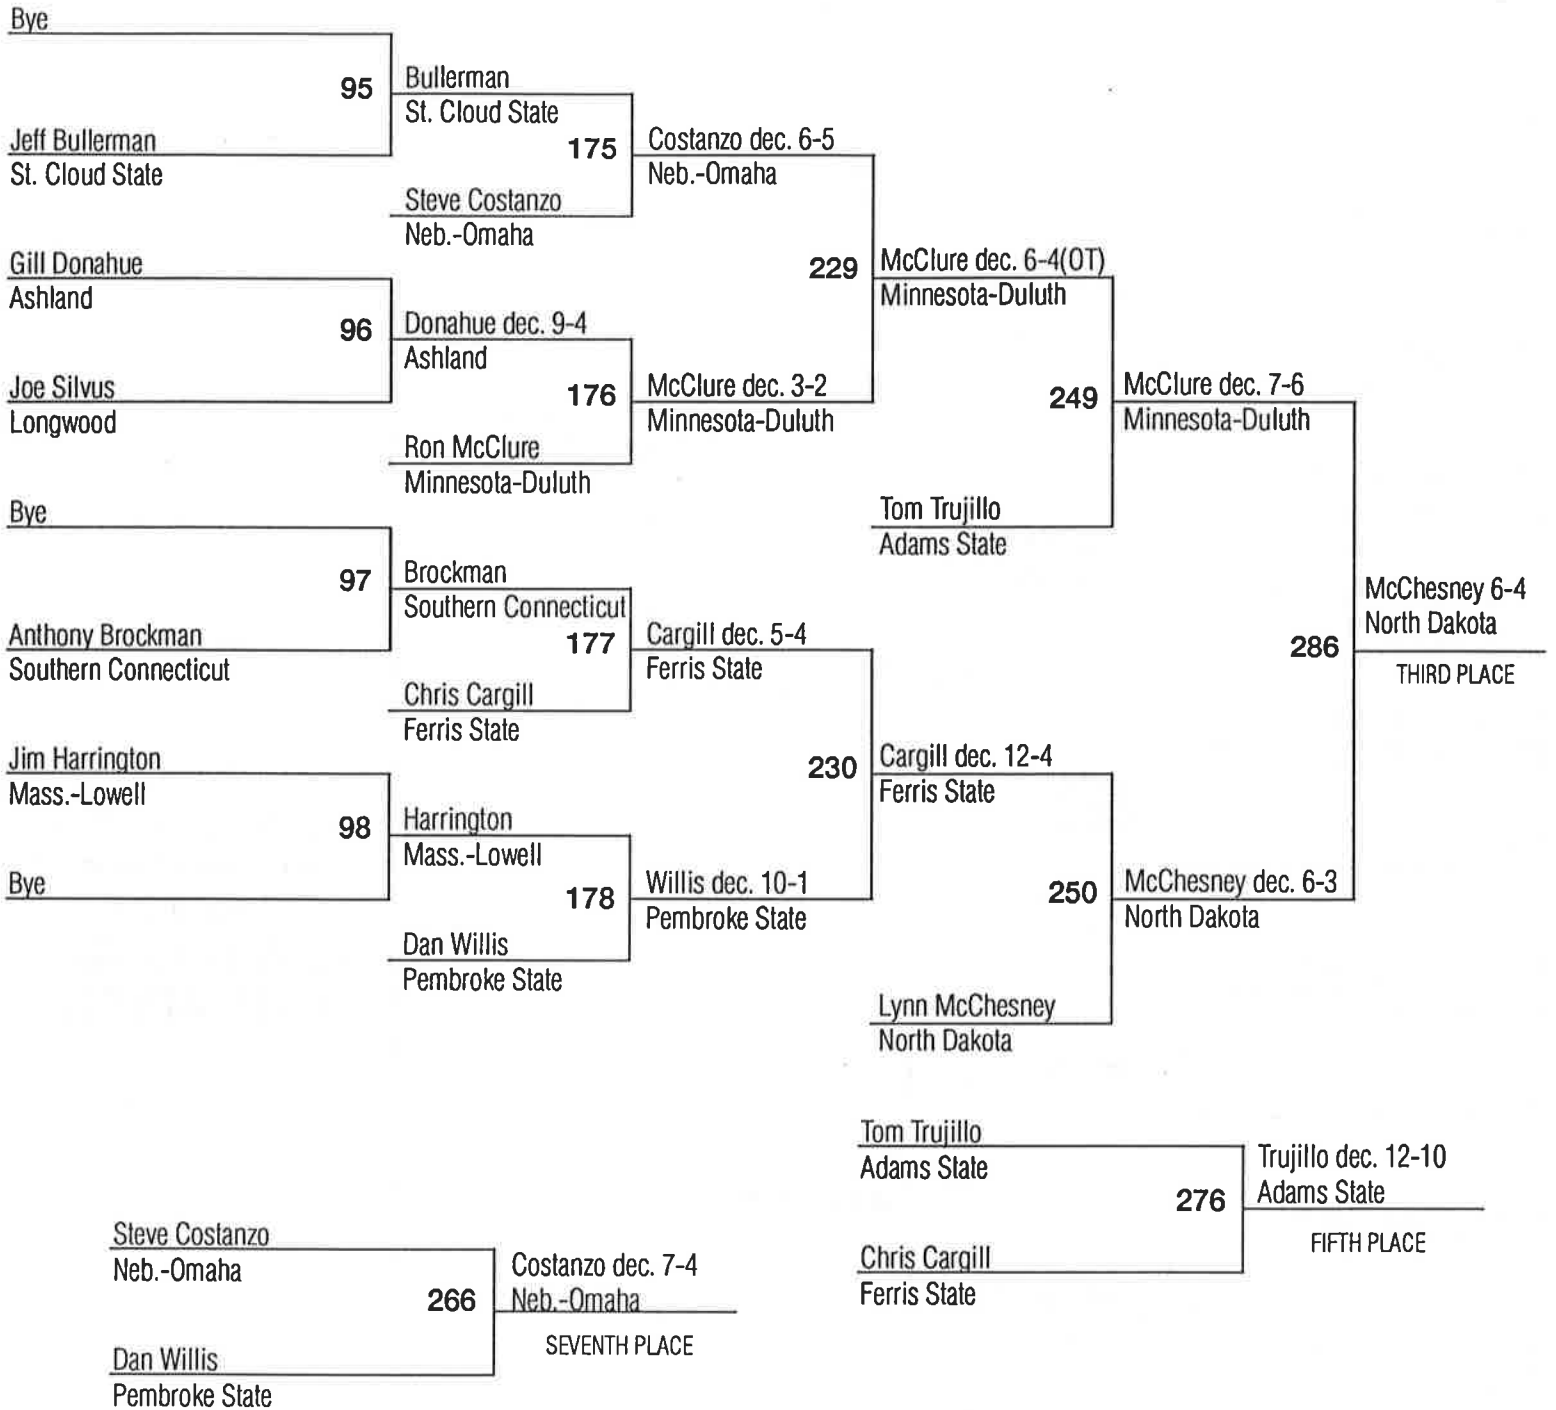 Bye
95
Jeff Bullerman
St. Cloud State
Bullerman
St. Cloud State
175
Steve Costanzo
Neb.-Omaha
Costanzo dec. 6-5
Neb.-Omaha
Gill Donahue
Ashland
96
Joe Silvus
Longwood
Donahue dec. 9-4
Ashland
176
Ron McClure
Minnesota-Duluth
McClure dec. 3-2
Minnesota-Duluth
229
McClure dec. 6-4(OT)
Minnesota-Duluth
249
Tom Trujillo
Adams State
McClure dec. 7-6
Minnesota-Duluth
Bye
97
Anthony Brockman
Southern Connecticut
Brockman
Southern Connecticut
177
Chris Cargill
Ferris State
Cargill dec. 5-4
Ferris State
Jim Harrington
Mass.-Lowell
98
Bye
Harrington
Mass.-Lowell
178
Dan Willis
Pembroke State
Willis dec. 10-1
Pembroke State
230
Cargill dec. 12-4
Ferris State
250
Lynn McChesney
North Dakota
McChesney dec. 6-3
North Dakota
286
McChesney 6-4
North Dakota
THIRD PLACE
Tom Trujillo
Adams State
276
Chris Cargill
Ferris State
Trujillo dec. 12-10
Adams State
FIFTH PLACE
Steve Costanzo
Neb.-Omaha
266
Dan Willis
Pembroke State
Costanzo dec. 7-4
Neb.-Omaha
SEVENTH PLACE